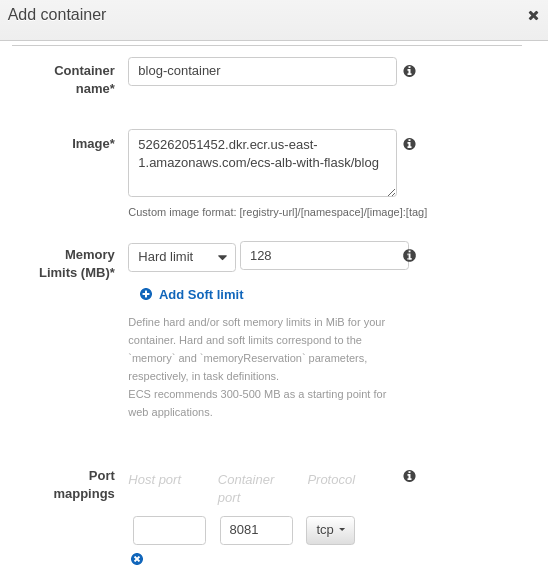 Add container
Container
name*
blog-container
Image*
526262051452.dkr.ecr.us-east-
1.amazonaws.com/ecs-alb-with-flask/blog
Custom image format: [registry-url]/[namespace]/[image]:[tag]
Memory
Limits (MB)*
Hard limit
128
Add Soft limit
Define hard and/or soft memory limits in MiB for your
container. Hard and soft limits correspond to the
`memory` and `memoryReservation` parameters,
respectively, in task definitions.
ECS recommends 300-500 MB as a starting point for
web applications.
Port
mappings
Host port
Container
port
Protocol
8081
tcp